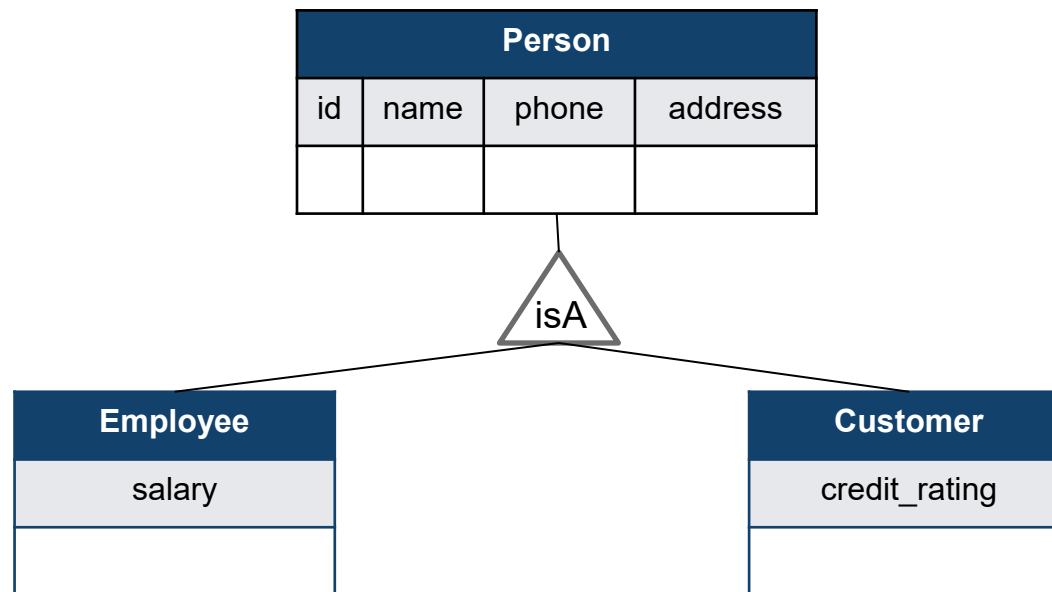 Person
id name phone address
isA
Employee Customer
salary credit_rating